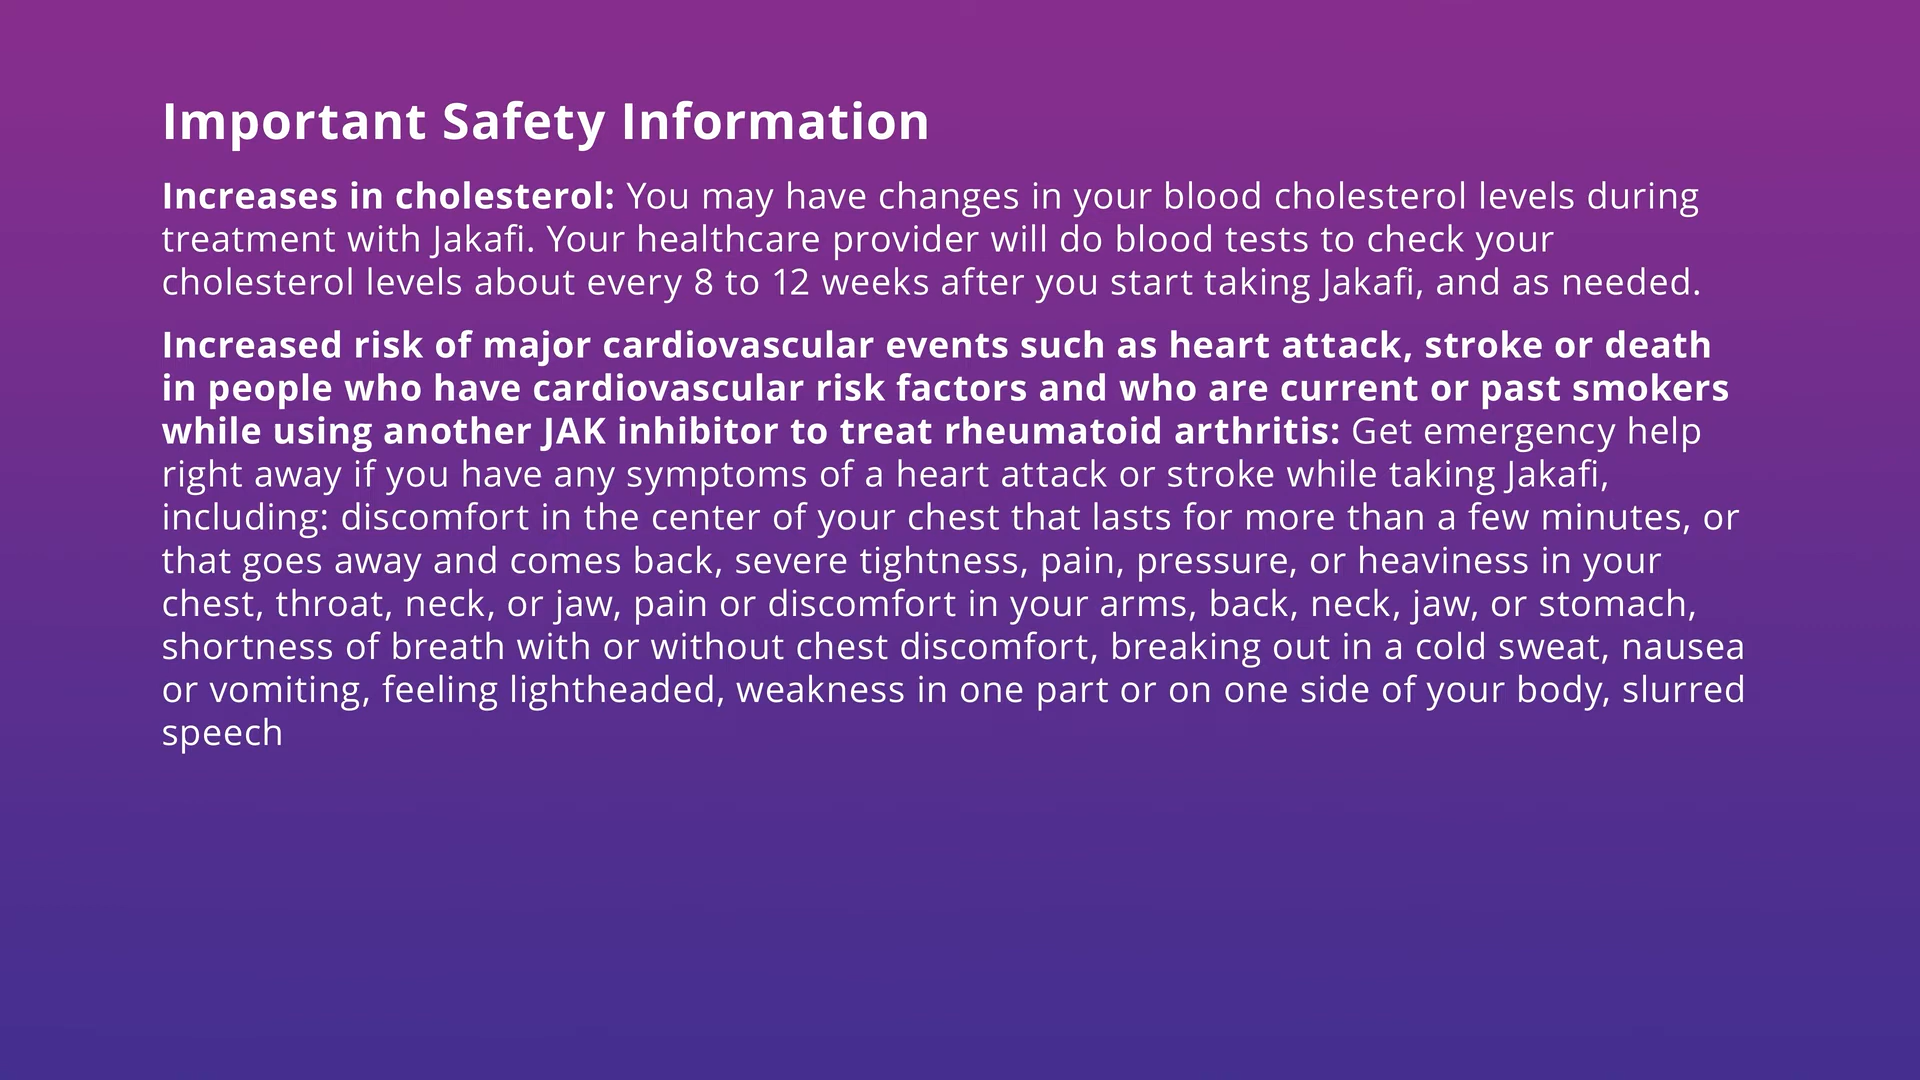 Important Safety Information
Increases in cholesterol: You may have changes in your blood cholesterol levels during
treatment with Jakafi. Your healthcare provider will do blood tests to check your
cholesterol levels about every 8 to 12 weeks after you start taking Jakafi, and as needed.
Increased risk of major cardiovascular events such as heart attack, stroke or death
in people who have cardiovascular risk factors and who are current or past smokers
while using another JAK inhibitor to treat rheumatoid arthritis: Get emergency help
right away if you have any symptoms of a heart attack or stroke while taking Jakafi,
including: discomfort in the center of your chest that lasts for more than a few minutes, or
that goes away and comes back, severe tightness, pain, pressure, or heaviness in your
chest, throat, neck, or jaw, pain or discomfort in your arms, back, neck, jaw, or stomach,
shortness of breath with or without chest discomfort, breaking out in a cold sweat, nausea
or vomiting, feeling lightheaded, weakness in one part or on one side of your body, slurred
speech